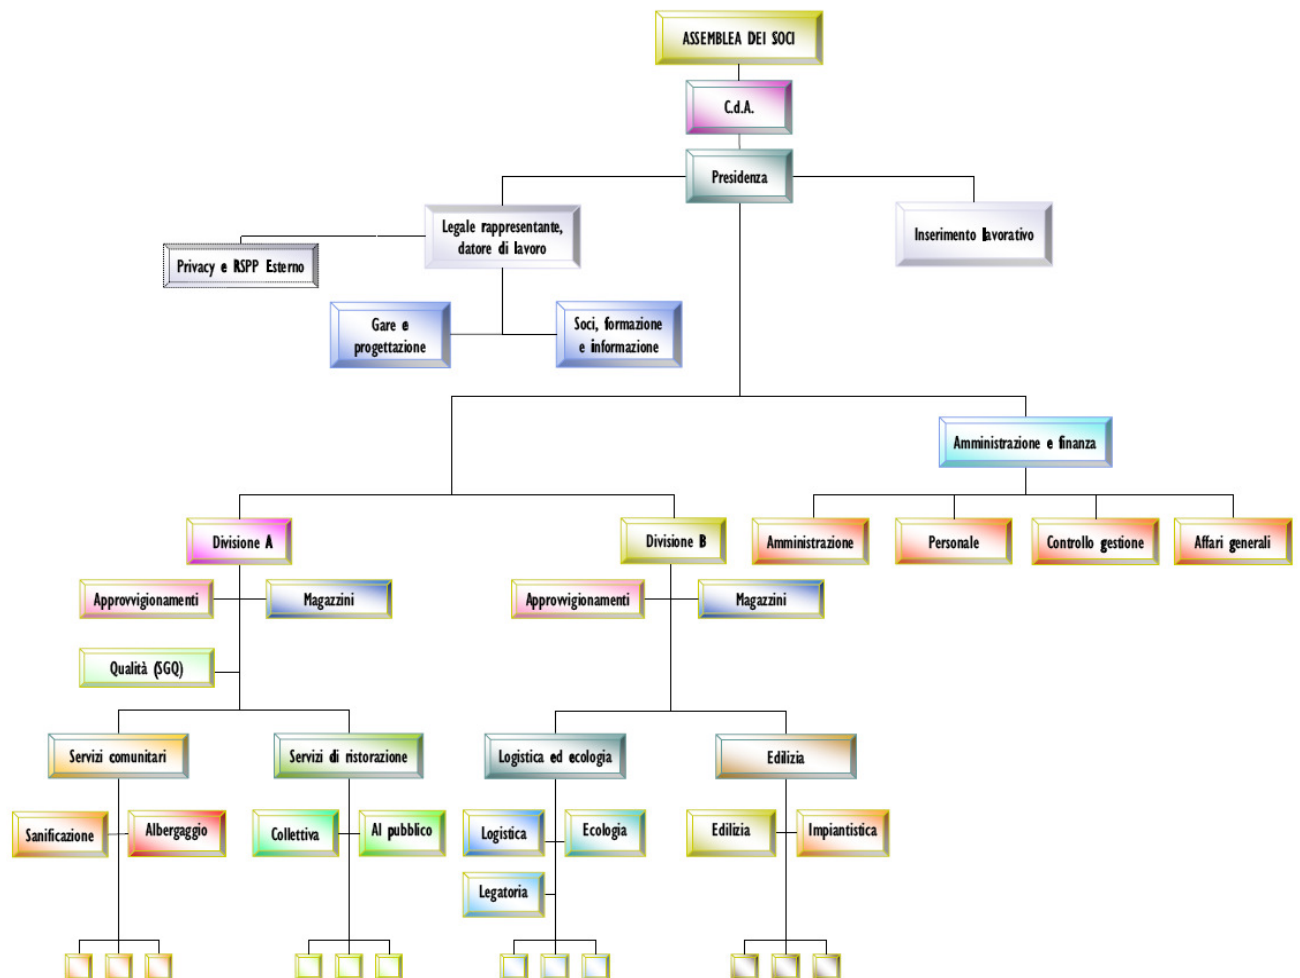 ASSEMBLEA DEI SOCI
C.d.A.
Presidenza
Legale rappresentante,
datore di lavoro
Inserimento lavorativo
Privacy e RSPP Esterno
Gare e
progettazione
Soci, formazione
e informazione
Amministrazione e finanza
Divisione A
Divisione B
Amministrazione
Personale
Controllo gestione
Affari generali
Approvvigionamenti
Magazzini
Approvvigionamenti
Magazzini
Qualità (SGQ)
Servizi comunitari
Servizi di ristorazione
Logistica ed ecologia
Edilizia
Sanificazione
Albergaggio
Collettiva
Al pubblico
Logistica
Ecologia
Edilizia
Impiantistica
Legatoria